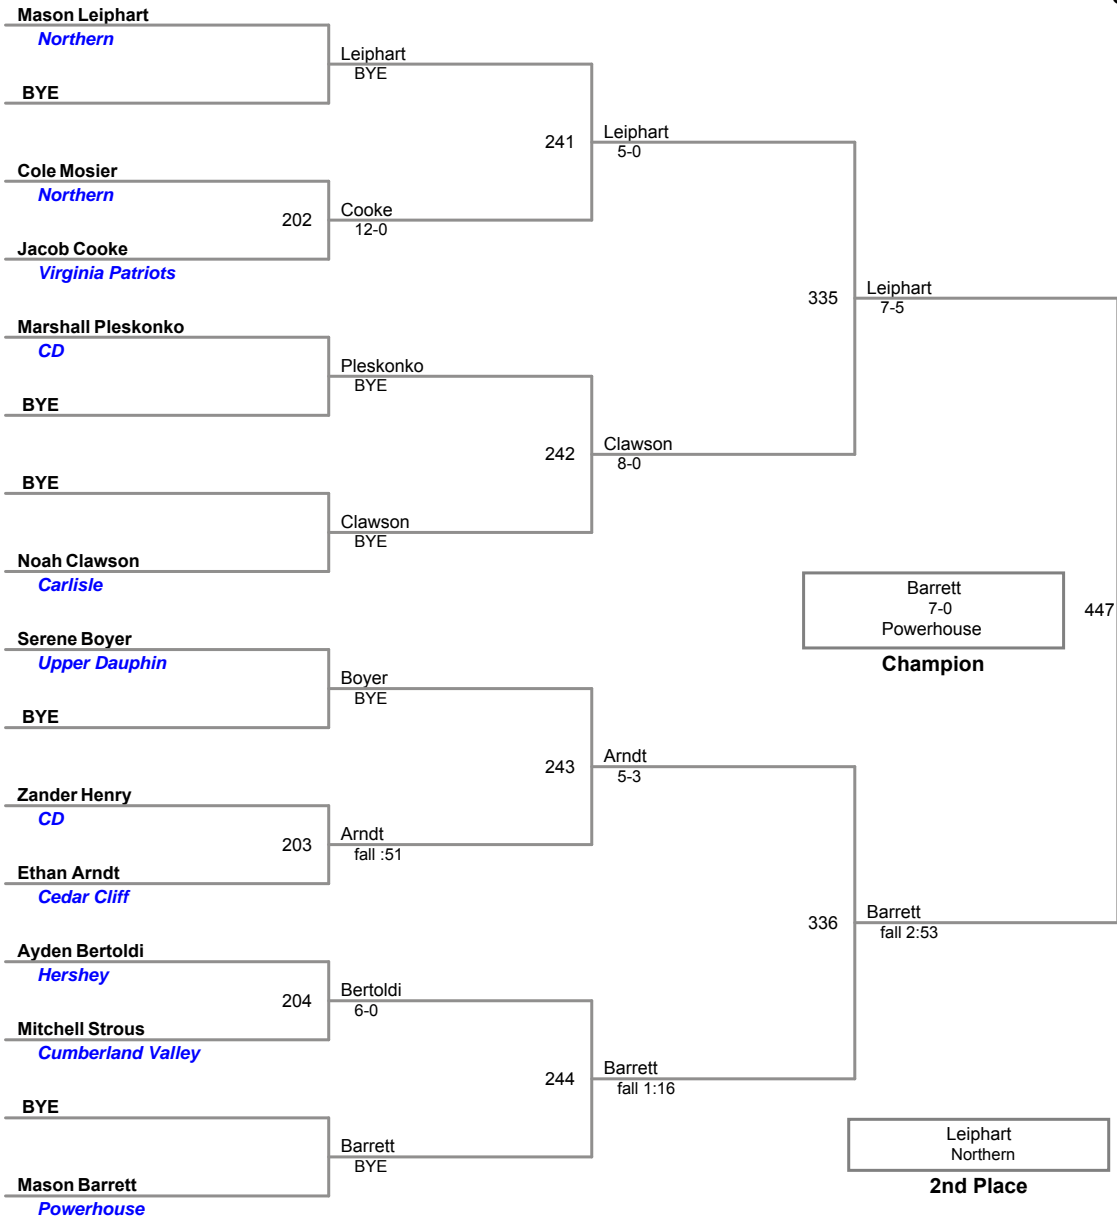 Mason Leiphart
Northern
Leiphart
BYE
BYE
241
Leiphart
5-0
Cole Mosier
Northern
202
Cooke
12-0
Jacob Cooke
Virginia Patriots
335
Leiphart
7-5
Marshall Pleskonko
CD
Pleskonko
BYE
BYE
242
Clawson
8-0
BYE
Clawson
BYE
Noah Clawson
Carlisle
Barrett
7-0
Powerhouse
447
Champion
Serene Boyer
Upper Dauphin
Boyer
BYE
BYE
243
Arndt
5-3
Zander Henry
CD
203
Arndt
fall :51
Ethan Arndt
Cedar Cliff
336
Barrett
fall 2:53
Ayden Bertoldi
Hershey
204
Bertoldi
6-0
Mitchell Strous
Cumberland Valley
244
Barrett
fall 1:16
BYE
Barrett
BYE
Mason Barrett
Powerhouse
Leiphart
Northern
2nd Place